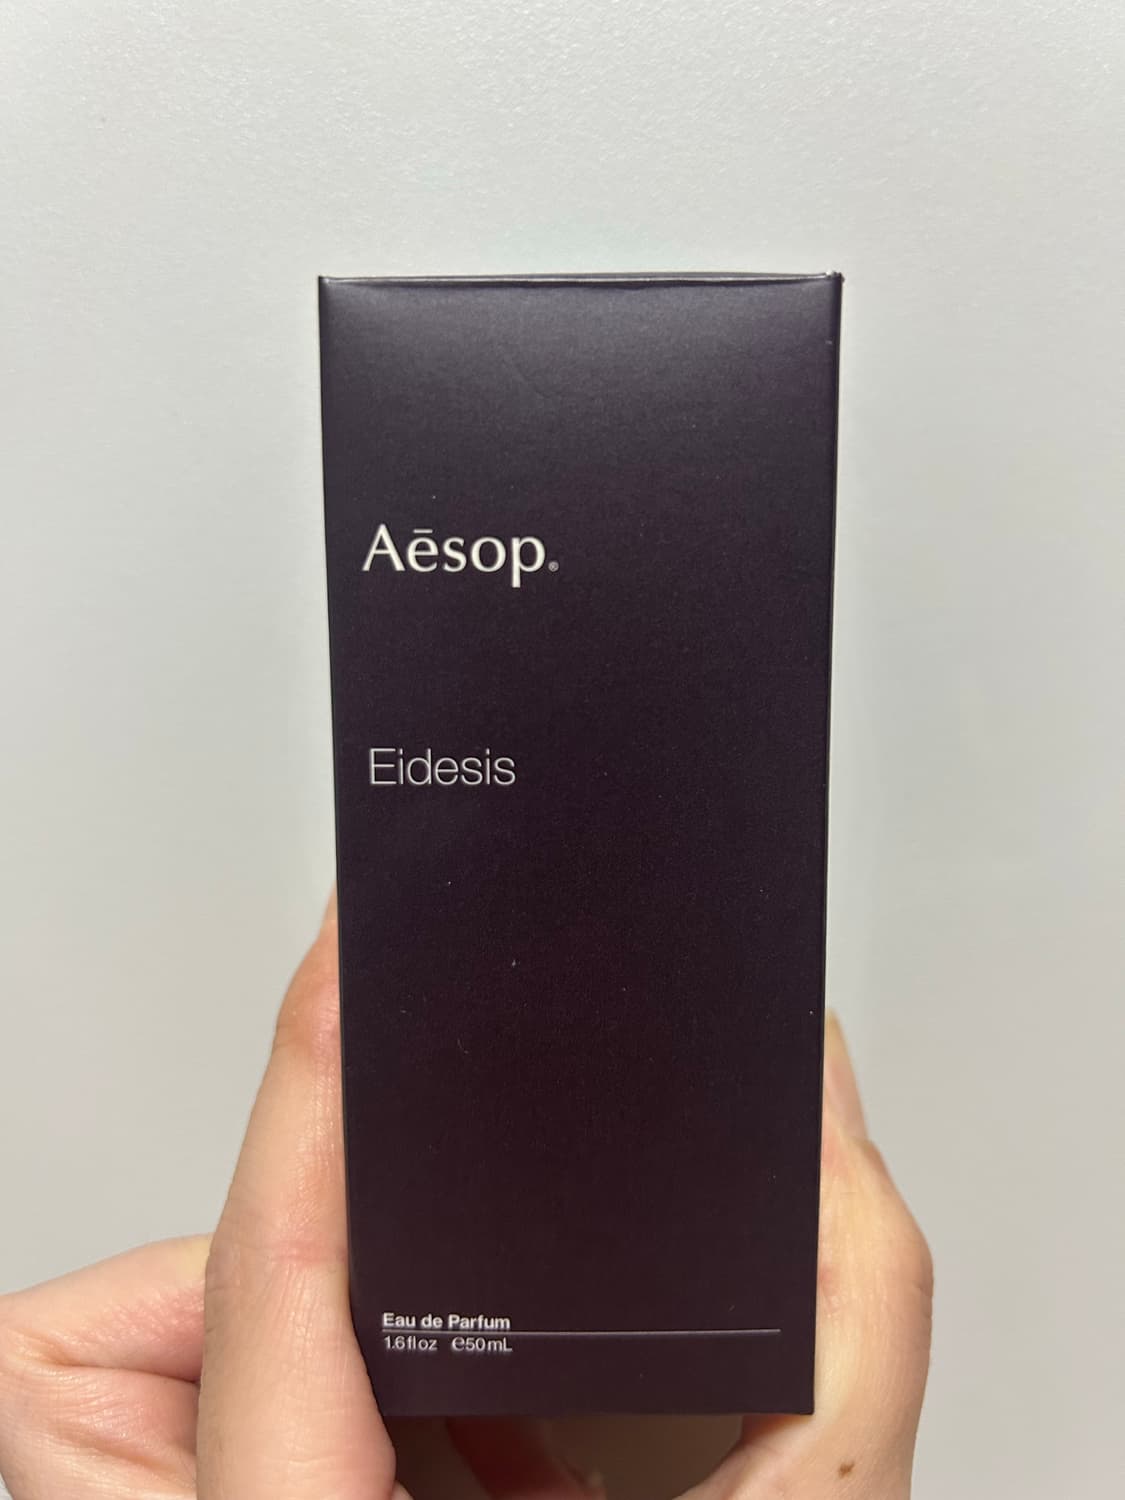 Aēsop.®
Eidesis
Eau de Parfum
1.6 fl oz ℮50 mL